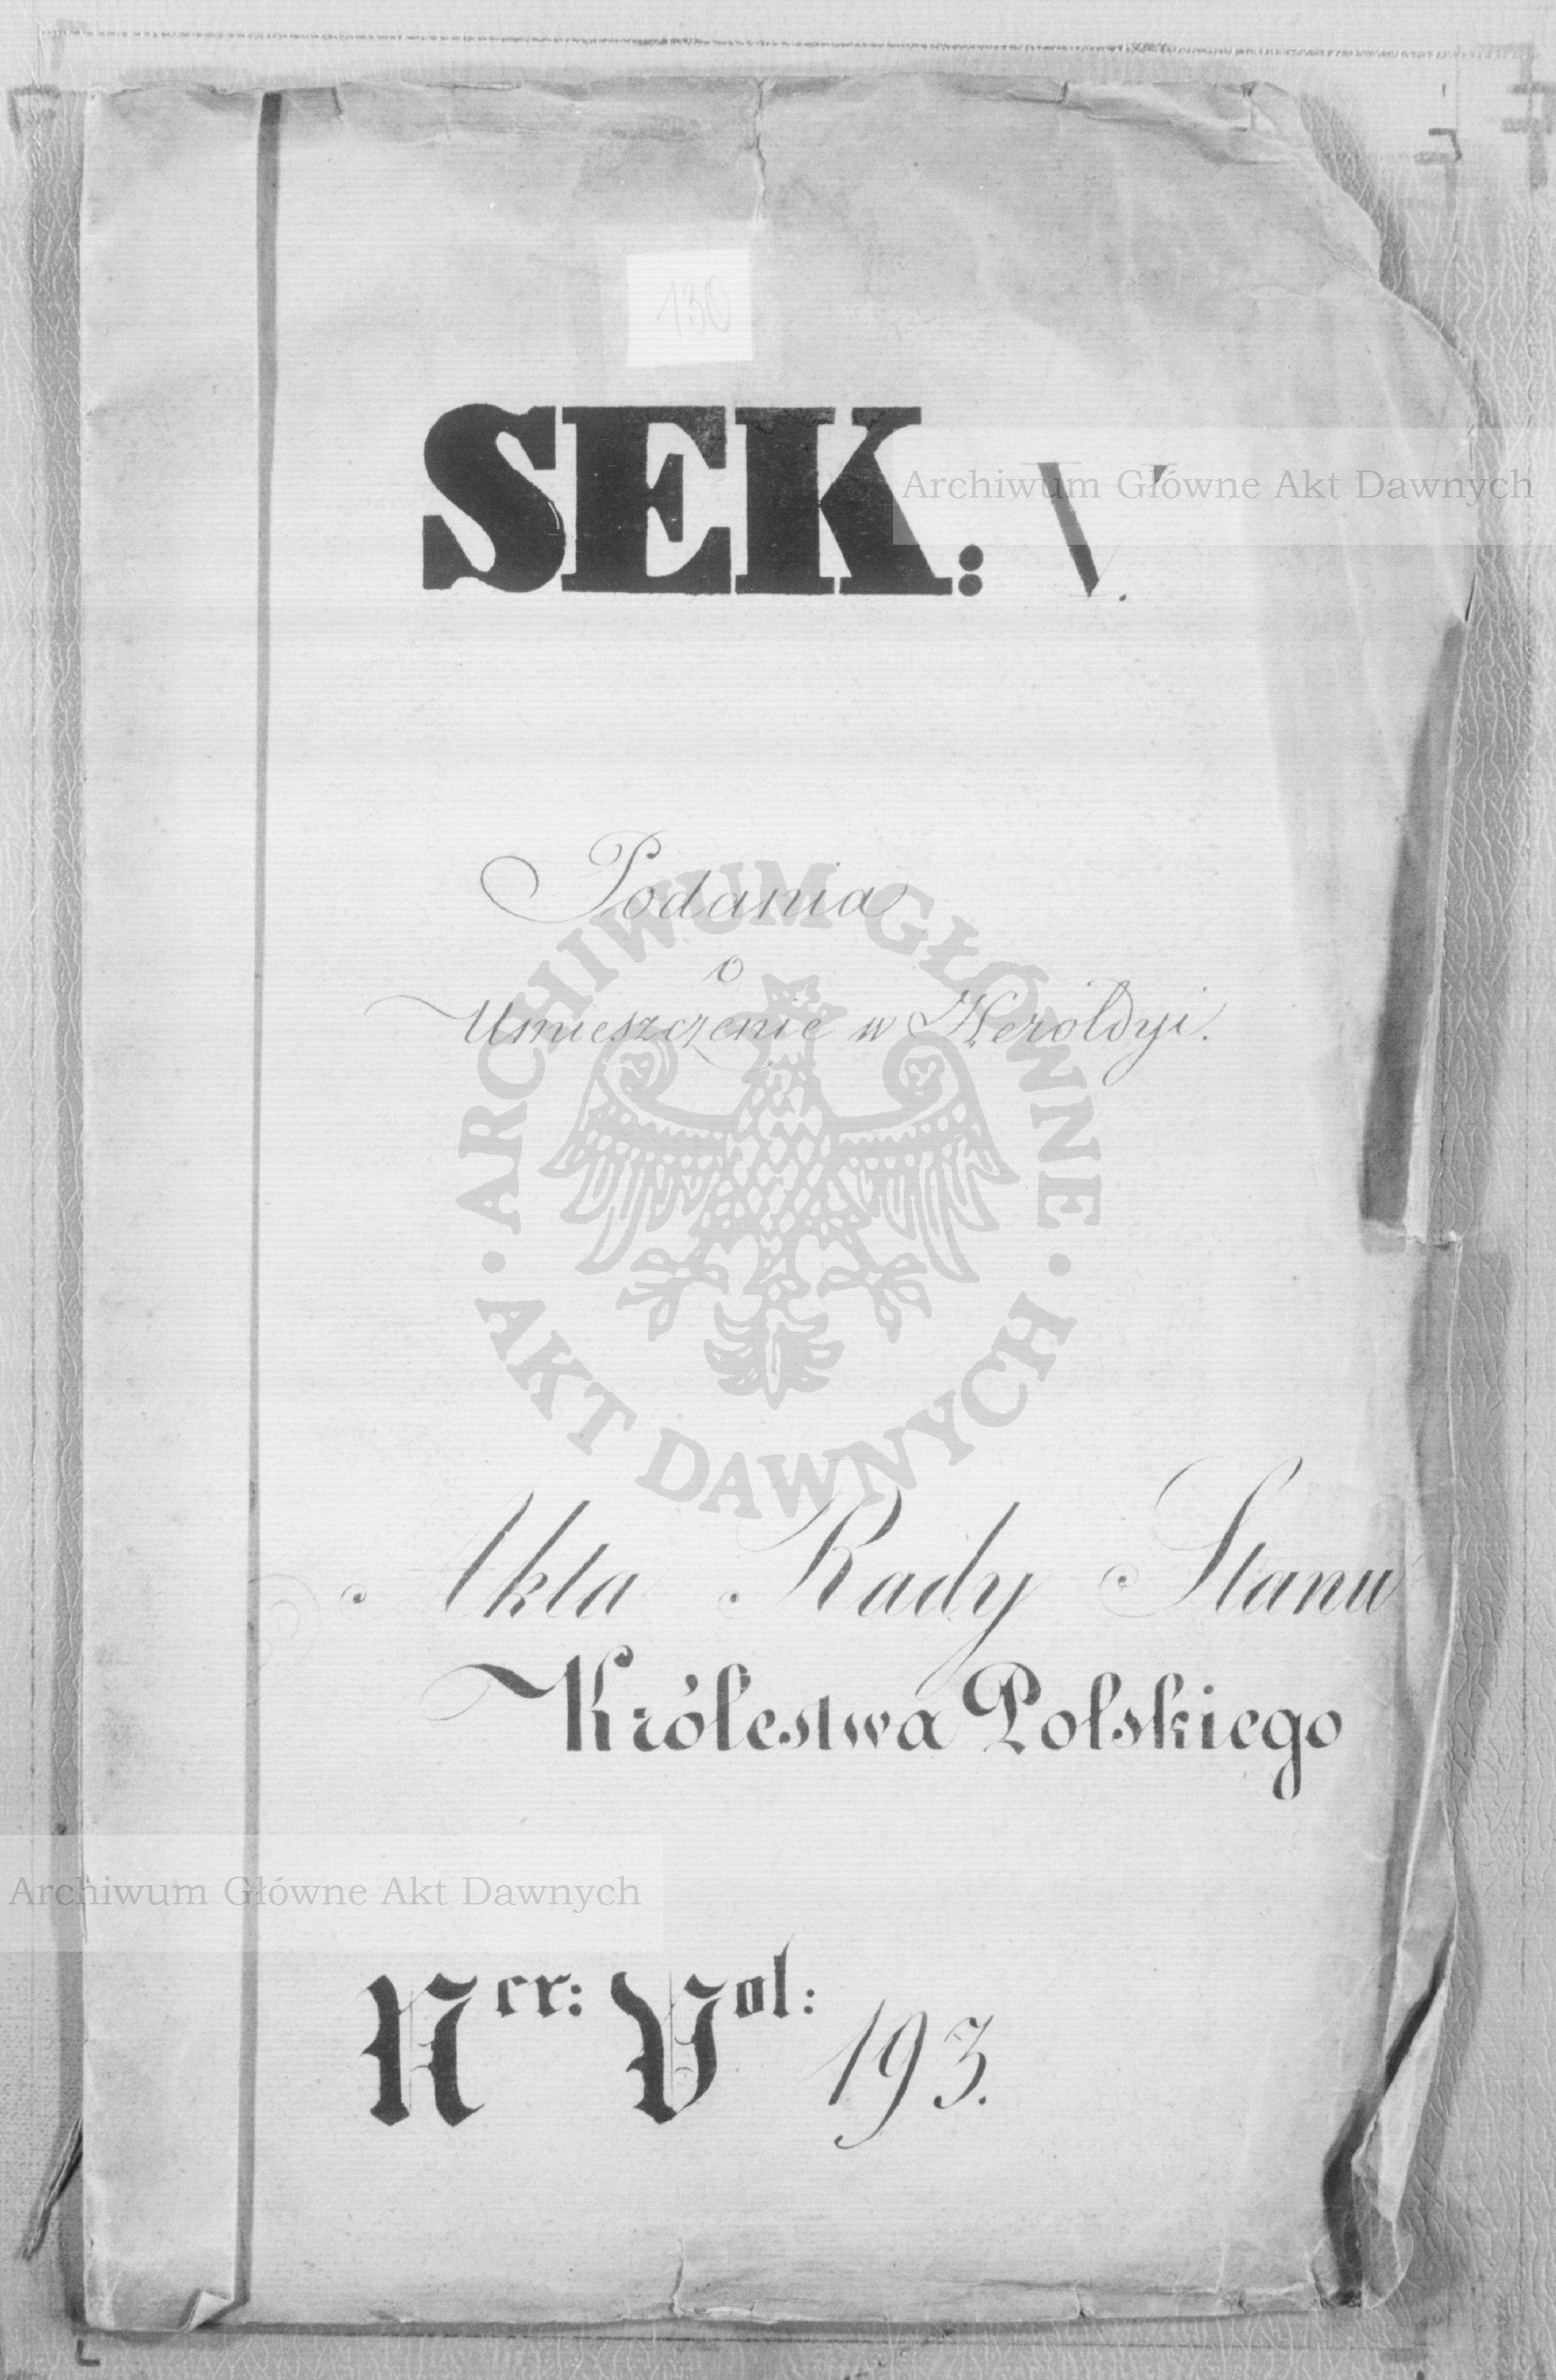 130
SEK: V.
Archiwum Główne Akt Dawnych
Podania
o
Umieszczenie w Heroldyi.
ARCHIWUM GŁÓWNE
AKT DAWNYCH
Akta Rady Stanu
Królestwa Polskiego
Archiwum Główne Akt Dawnych
Ner: Vol: 193.